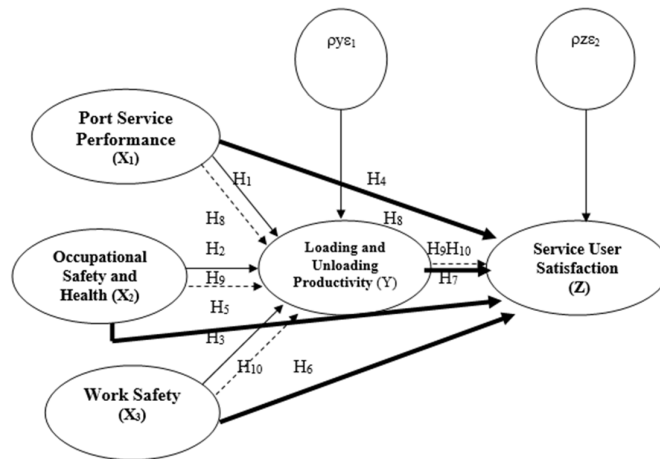 ρyε₁
ρzε₂
Port Service
Performance
(X₁)
H₁
H₄
H₈
H₈
Occupational
Safety and
Health (X₂)
H₂
H₉
Loading and
Unloading
Productivity (Y)
H₉H₁₀
H₇
Service User
Satisfaction
(Z)
H₅
H₃
H₁₀
H₆
Work Safety
(X₃)